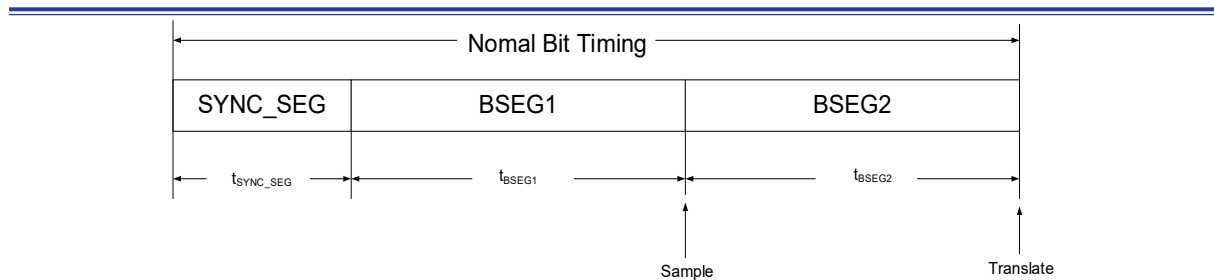 Nomal Bit Timing
SYNC_SEG BSEG1 BSEG2
tSYNC_SEG tBSEG1 tBSEG2
Sample Translate